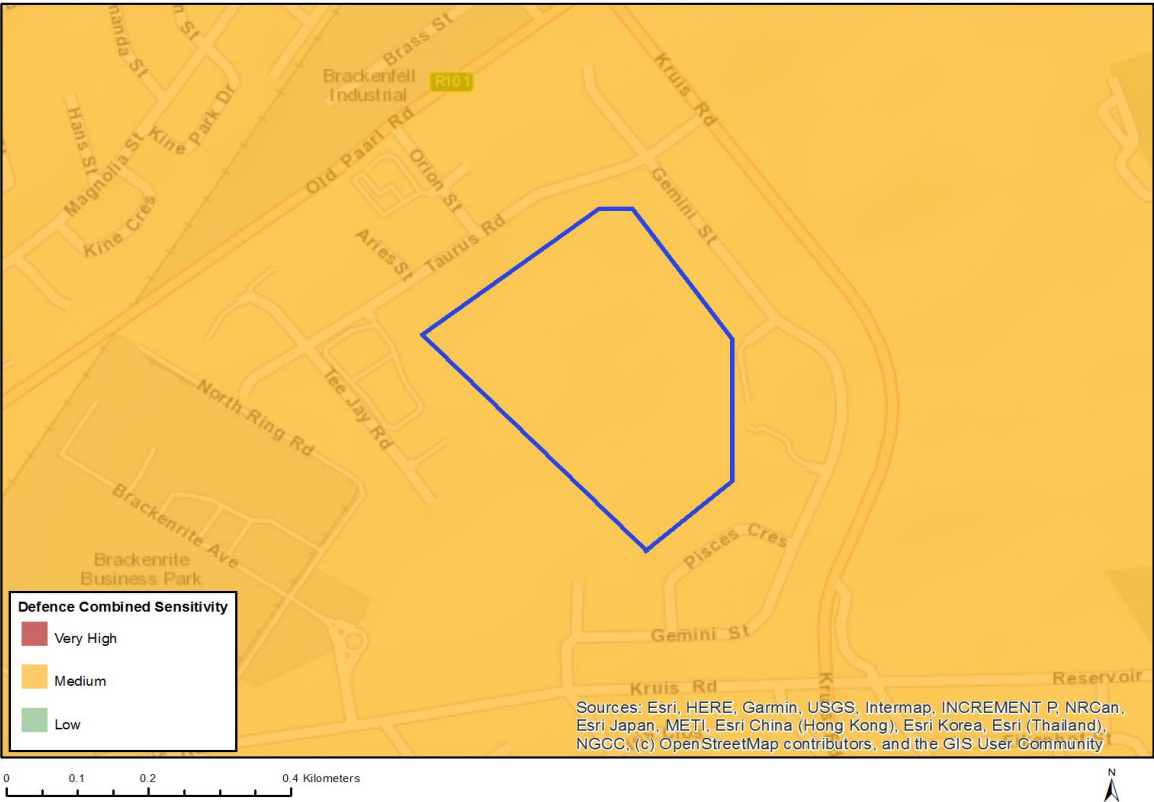 manda St
n St
Brass St
Brackenfell
Industrial
R101
Kruis Rd
Hans St
Kine Park Dr
Magnolia St
Old Paarl Rd
Orion St
Kine Cres
Gemini St
Aries St
Taurus Rd
North Ring Rd
Tee Jay Rd
Brackenrite Ave
Brackenrite
Business Park
Pisces Cres
Gemini St
Kruis Rd
Reservoir
Defence Combined Sensitivity
Very High
Medium
Low
Sources: Esri, HERE, Garmin, USGS, Intermap, INCREMENT P, NRCan,
Esri Japan, METI, Esri China (Hong Kong), Esri Korea, Esri (Thailand),
NGCC, (c) OpenStreetMap contributors, and the GIS User Community
0 0.1 0.2 0.4 Kilometers
N